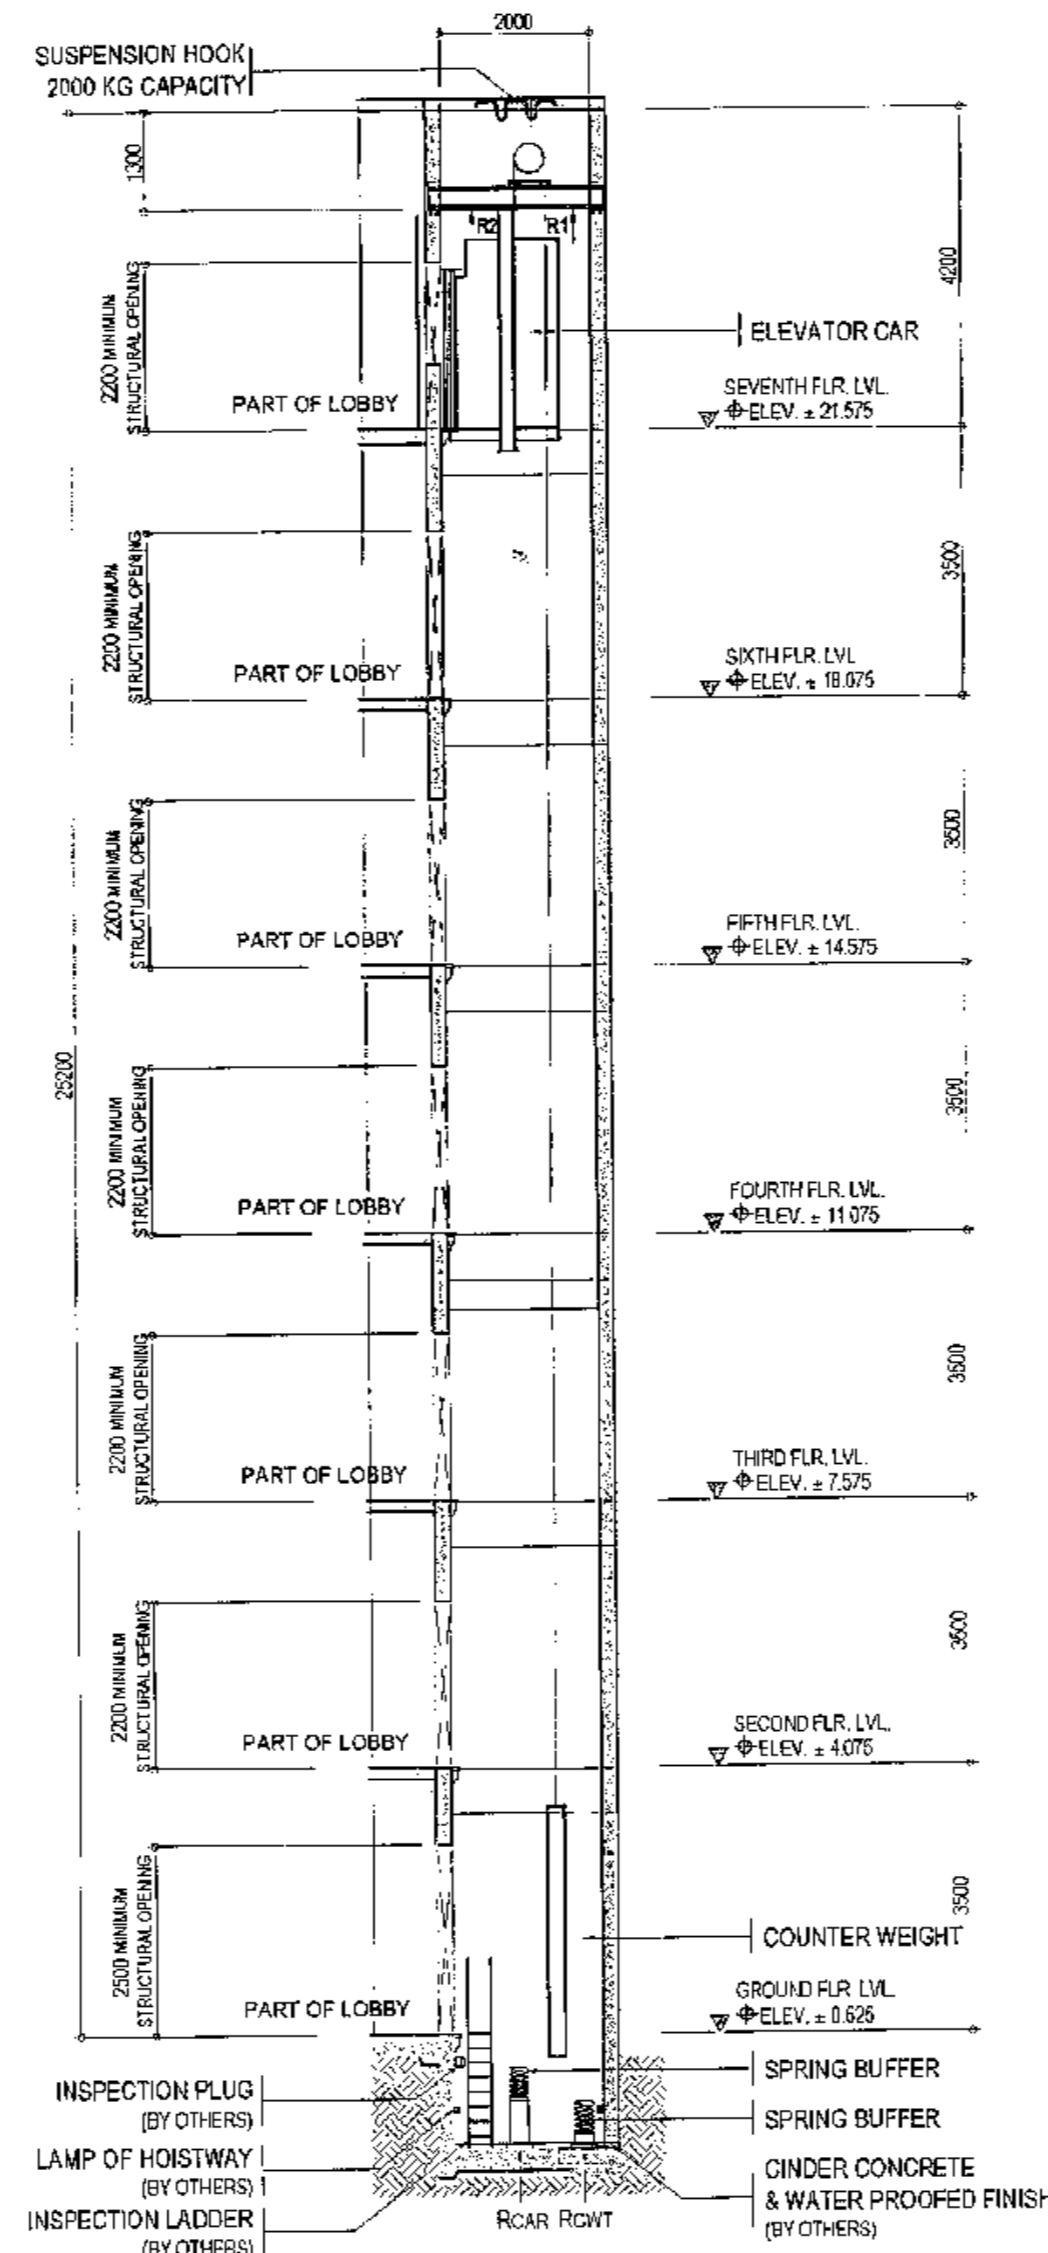 2000
SUSPENSION HOOK
2000 KG CAPACITY
1300
4200
R2
R1
2200 MINIMUM
STRUCTURAL OPENING
ELEVATOR CAR
SEVENTH FLR. LVL.
ELEV. ± 21.575
PART OF LOBBY
3500
2200 MINIMUM
STRUCTURAL OPENING
SIXTH FLR. LVL
ELEV. ± 18.075
PART OF LOBBY
3500
2200 MINIMUM
STRUCTURAL OPENING
FIFTH FLR. LVL.
ELEV. ± 14.575
PART OF LOBBY
25200
3500
2200 MINIMUM
STRUCTURAL OPENING
FOURTH FLR. LVL.
ELEV. ± 11.075
PART OF LOBBY
3500
2200 MINIMUM
STRUCTURAL OPENING
THIRD FLR. LVL.
ELEV. ± 7.575
PART OF LOBBY
3500
2200 MINIMUM
STRUCTURAL OPENING
SECOND FLR. LVL.
ELEV. ± 4.075
PART OF LOBBY
3500
2500 MINIMUM
STRUCTURAL OPENING
COUNTER WEIGHT
GROUND FLR. LVL.
ELEV. ± 0.625
PART OF LOBBY
SPRING BUFFER
INSPECTION PLUG
(BY OTHERS)
SPRING BUFFER
LAMP OF HOISTWAY
(BY OTHERS)
CINDER CONCRETE
& WATER PROOFED FINISH
(BY OTHERS)
INSPECTION LADDER
(BY OTHERS)
RCAR RCWT